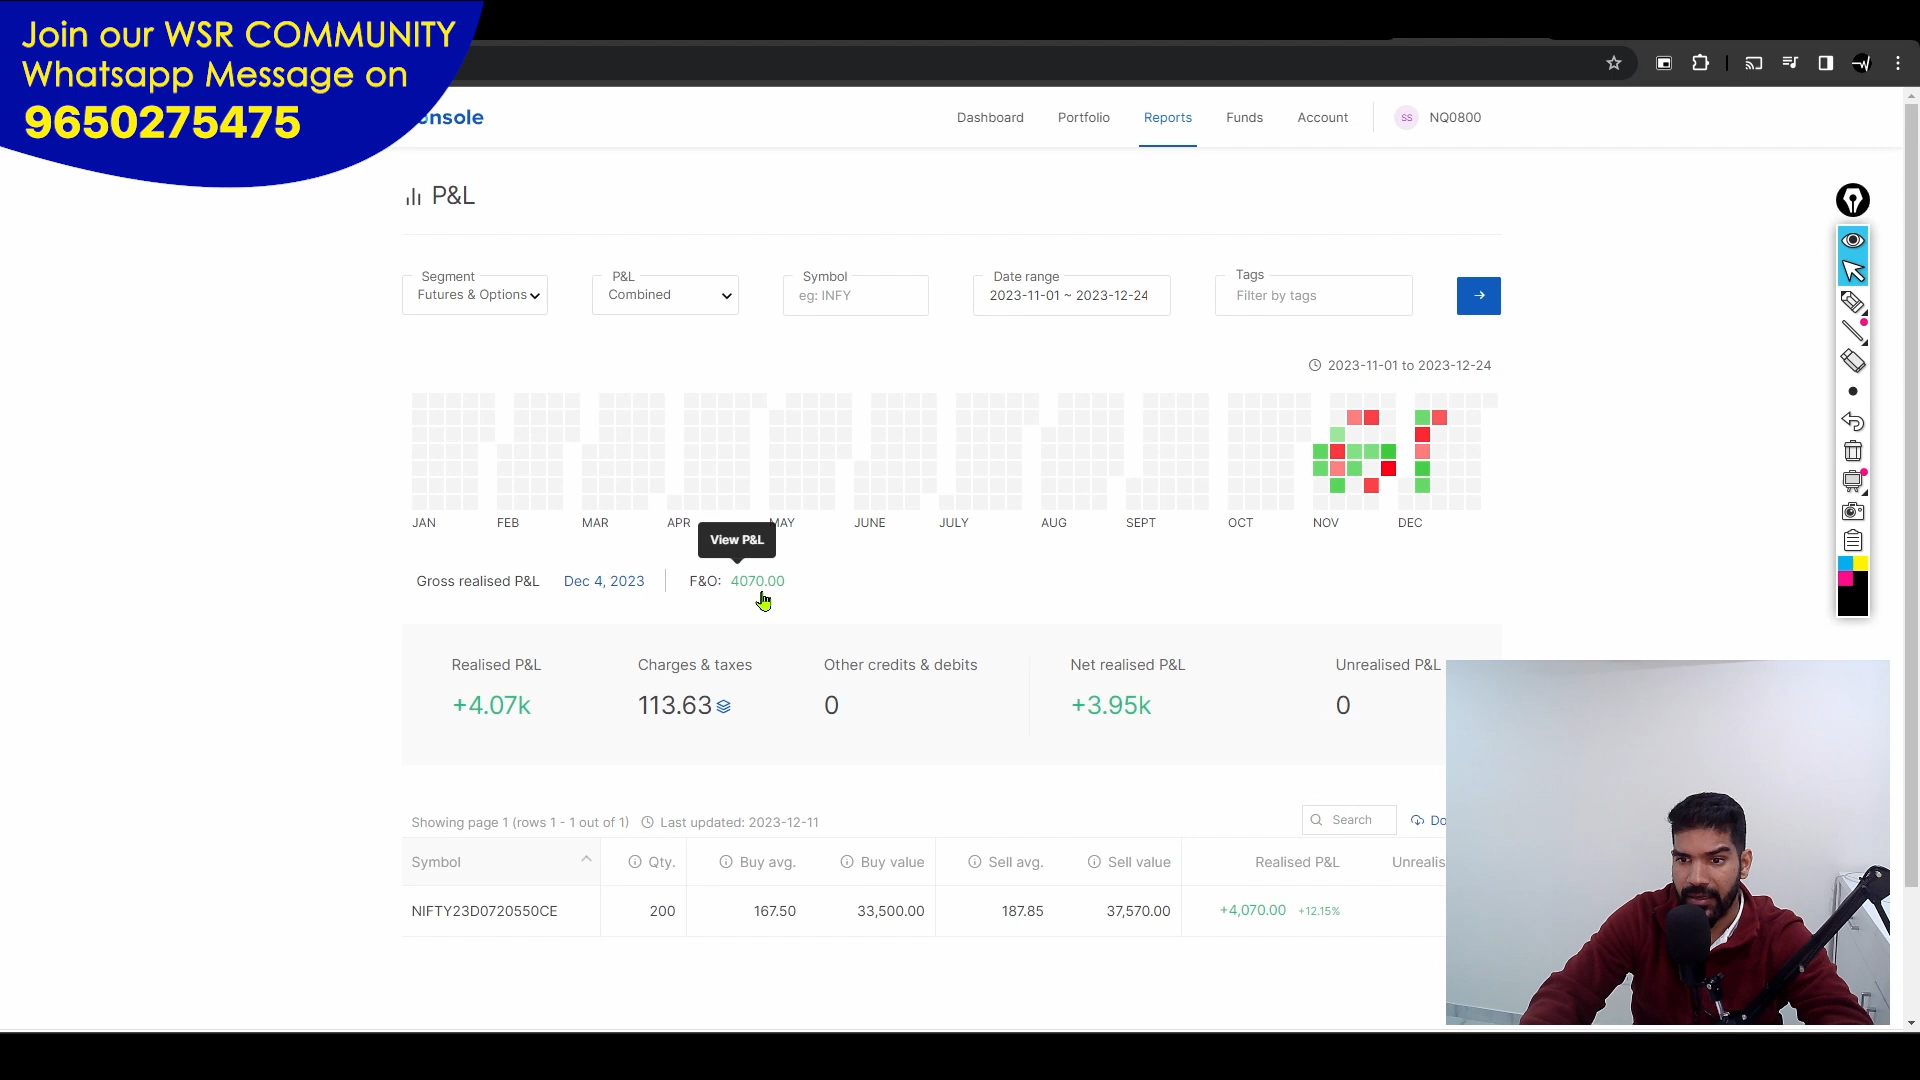 Join our WSR COMMUNITY
Whatsapp Message on
9650275475
onsole
Dashboard Portfolio Reports Funds Account SS NQ0800
P&L
Segment P&L Symbol Date range Tags
Futures & Options Combined eg: INFY 2023-11-01 ~ 2023-12-24 Filter by tags
2023-11-01 to 2023-12-24
JAN FEB MAR APR MAY JUNE JULY AUG SEPT OCT NOV DEC
View P&L
Gross realised P&L Dec 4, 2023 F&O: 4070.00
Realised P&L Charges & taxes Other credits & debits Net realised P&L Unrealised P&L
+4.07k 113.63 0 +3.95k 0
Showing page 1 (rows 1 - 1 out of 1) Last updated: 2023-12-11 Search Do
Symbol Qty. Buy avg. Buy value Sell avg. Sell value Realised P&L Unrealis
NIFTY23D0720550CE 200 167.50 33,500.00 187.85 37,570.00 +4,070.00 +12.15%